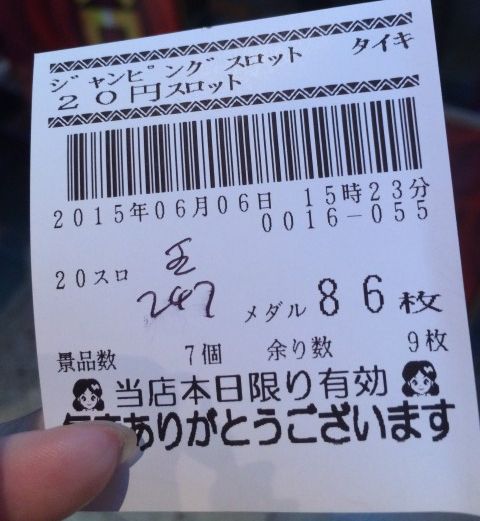 ジャンピングスロット タイキ
20円スロット
2015年06月06日 15時23分
0016-055
20スロ
247
メダル 86枚
景品数 7個 余り数 9枚
当店本日限り有効
ありがとうございます